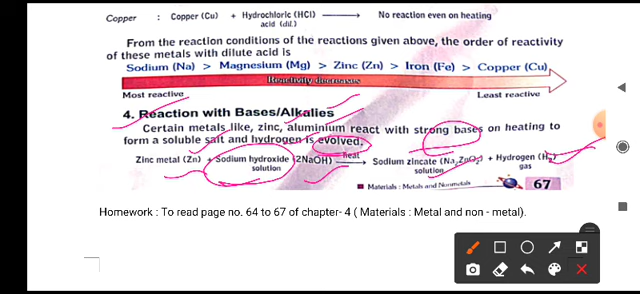 Copper : Copper (Cu) + Hydrochloric (HCl) acid (dil.) → No reaction even on heating
From the reaction conditions of the reactions given above, the order of reactivity
of these metals with dilute acid is
Sodium (Na) > Magnesium (Mg) > Zinc (Zn) > Iron (Fe) > Copper (Cu).
Reactivity decreases
Most reactive Least reactive
4. Reaction with Bases/Alkalies
Certain metals like, zinc, aluminium react with strong bases on heating to
form a soluble salt and hydrogen is evolved.
Zinc metal (Zn) + Sodium hydroxide (2NaOH) solution heat → Sodium zincate (Na₂ZnO₂) solution + Hydrogen (H₂) gas
Materials : Metals and Nonmetals 67
Homework : To read page no. 64 to 67 of chapter- 4 ( Materials : Metal and non - metal).